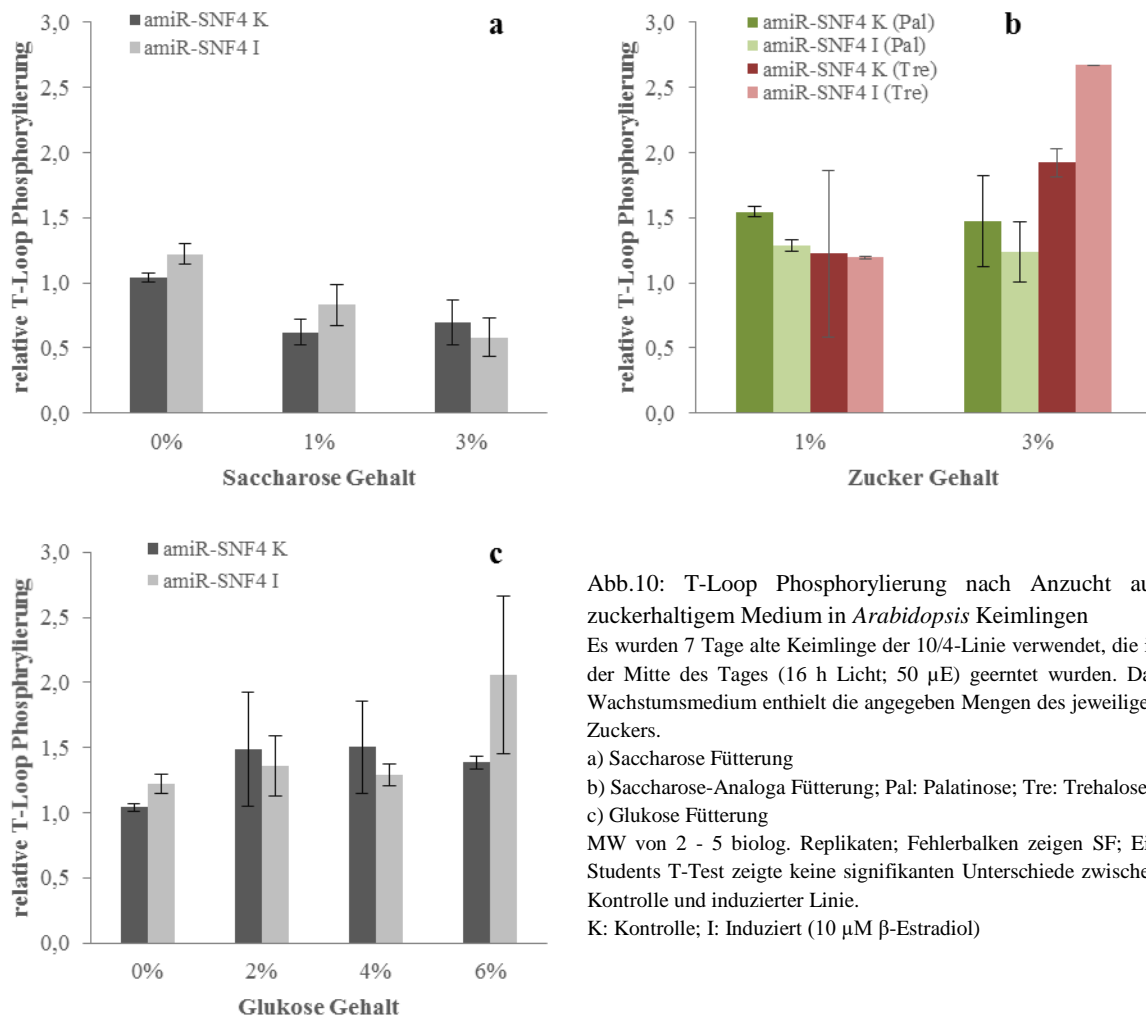 3,0
2,5
2,0
1,5
1,0
0,5
0,0
relative T-Loop Phosphorylierung
amiR-SNF4 K
amiR-SNF4 I
a
0% 1% 3%
Saccharose Gehalt
3,0
2,5
2,0
1,5
1,0
0,5
0,0
relative T-Loop Phosphorylierung
amiR-SNF4 K (Pal)
amiR-SNF4 I (Pal)
amiR-SNF4 K (Tre)
amiR-SNF4 I (Tre)
b
1% 3%
Zucker Gehalt
3,0
2,5
2,0
1,5
1,0
0,5
0,0
relative T-Loop Phosphorylierung
amiR-SNF4 K
amiR-SNF4 I
c
0% 2% 4% 6%
Glukose Gehalt
Abb.10: T-Loop Phosphorylierung nach Anzucht au
zuckerhaltigem Medium in Arabidopsis Keimlingen
Es wurden 7 Tage alte Keimlinge der 10/4-Linie verwendet, die
der Mitte des Tages (16 h Licht; 50 µE) geerntet wurden. Da
Wachstumsmedium enthielt die angegeben Mengen des jeweilige
Zuckers.
a) Saccharose Fütterung
b) Saccharose-Analoga Fütterung; Pal: Palatinose; Tre: Trehalose
c) Glukose Fütterung
MW von 2 - 5 biolog. Replikaten; Fehlerbalken zeigen SF; Ei
Students T-Test zeigte keine signifikanten Unterschiede zwische
Kontrolle und induzierter Linie.
K: Kontrolle; I: Induziert (10 µM β-Estradiol)